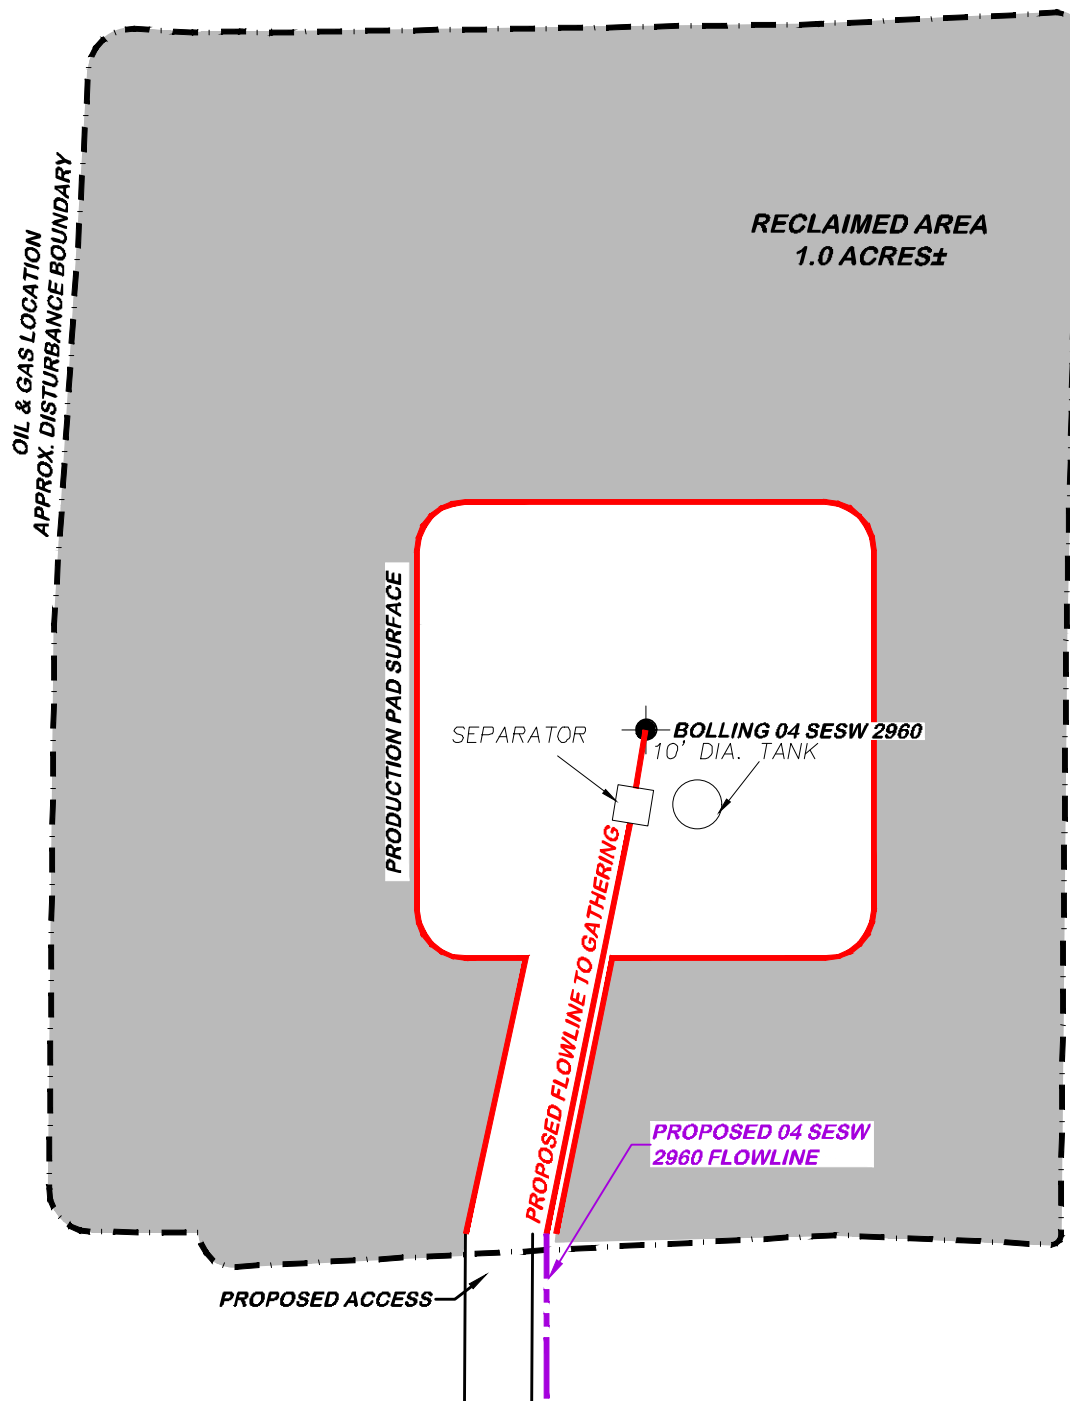 RECLAIMED AREA
1.0 ACRES±
OIL & GAS LOCATION
APPROX. DISTURBANCE BOUNDARY
PRODUCTION PAD SURFACE
SEPARATOR
BOLLING 04 SESW 2960
10' DIA. TANK
PROPOSED FLOWLINE TO GATHERING
PROPOSED 04 SESW
2960 FLOWLINE
PROPOSED ACCESS